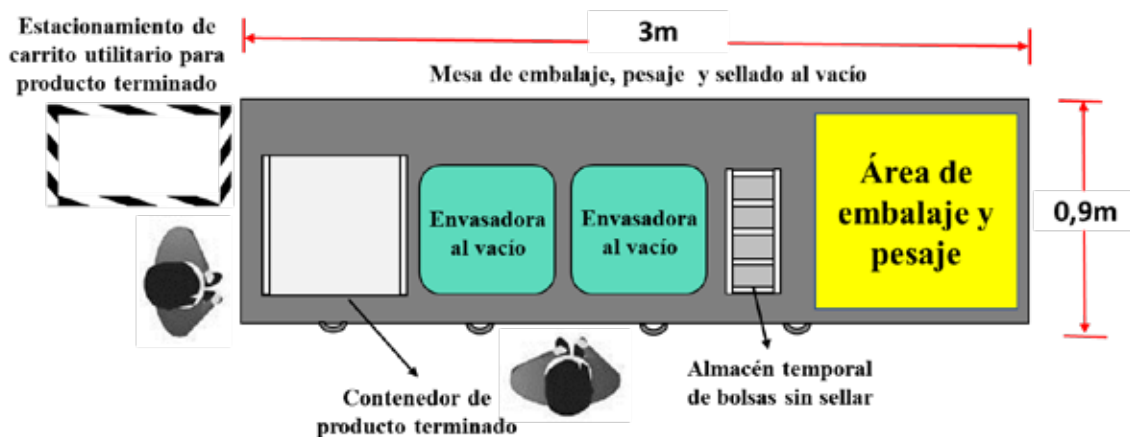 Estacionamiento de
carrito utilitario para
producto terminado
3m
Mesa de embalaje, pesaje y sellado al vacío
Envasadora
al vacío
Envasadora
al vacío
Área de
embalaje y
pesaje
0,9m
Contenedor de
producto terminado
Almacén temporal
de bolsas sin sellar